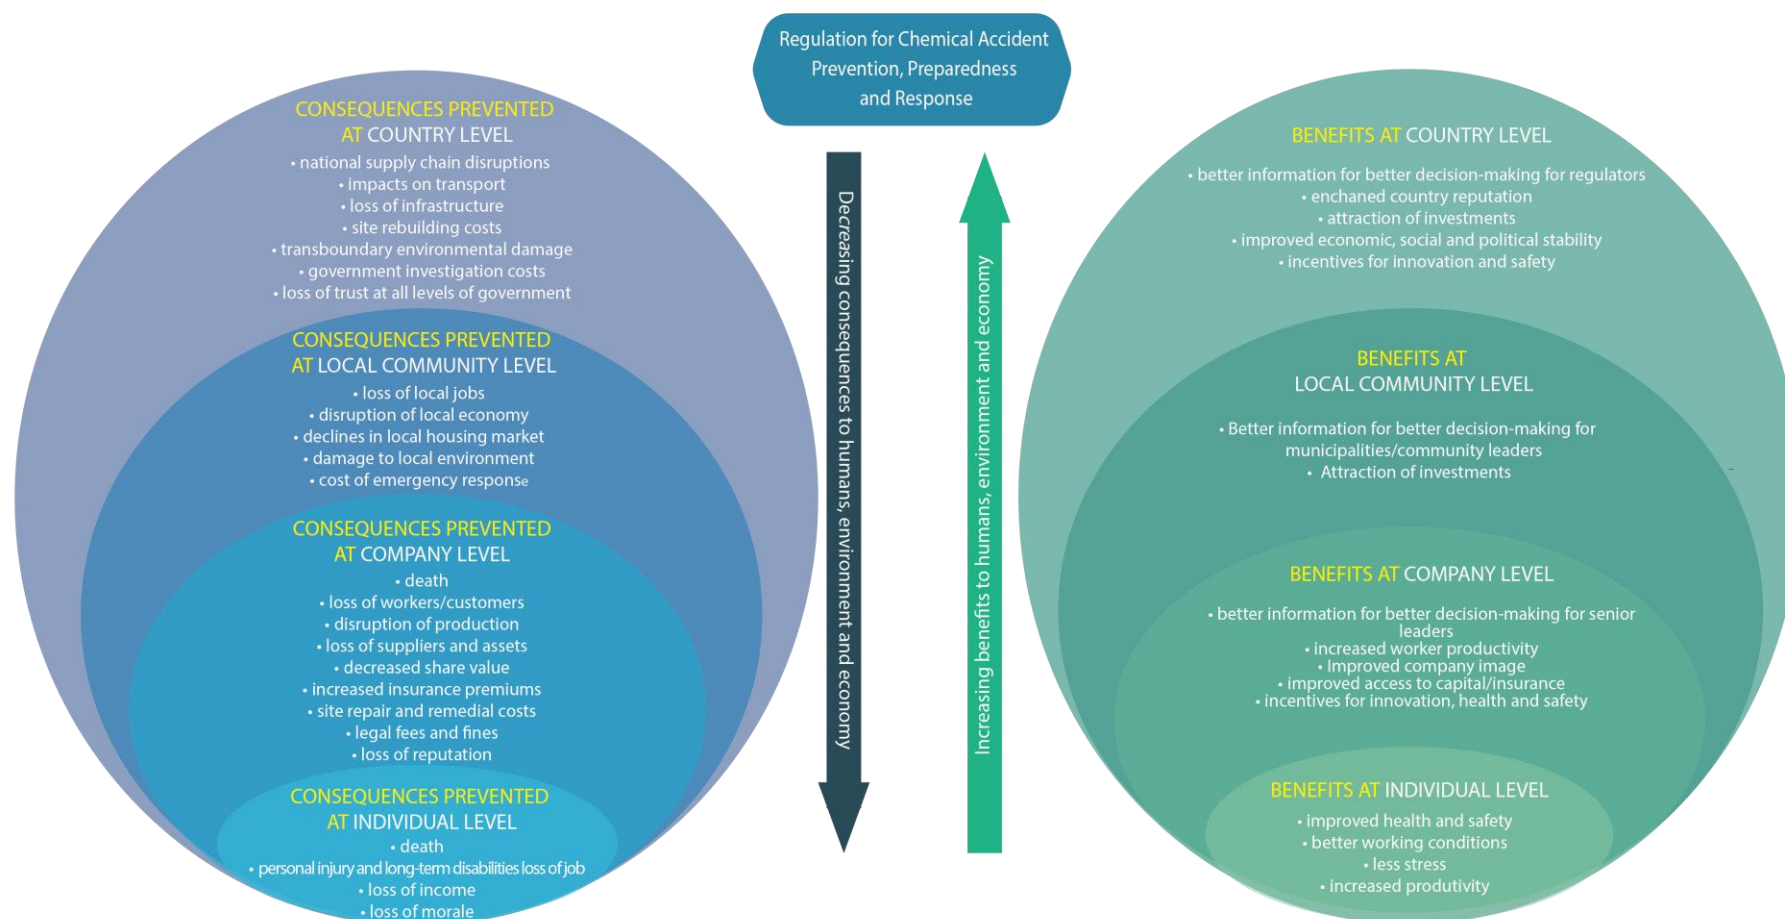 Regulation for Chemical Accident
Prevention, Preparedness
and Response
CONSEQUENCES PREVENTED
AT COUNTRY LEVEL
• national supply chain disruptions
• impacts on transport
• loss of infrastructure
• site rebuilding costs
• transboundary environmental damage
• government investigation costs
• loss of trust at all levels of government
CONSEQUENCES PREVENTED
AT LOCAL COMMUNITY LEVEL
• loss of local jobs
• disruption of local economy
• declines in local housing market
• damage to local environment
• cost of emergency response
CONSEQUENCES PREVENTED
AT COMPANY LEVEL
• death
• loss of workers/customers
• disruption of production
• loss of suppliers and assets
• decreased share value
• increased insurance premiums
• site repair and remedial costs
• legal fees and fines
• loss of reputation
CONSEQUENCES PREVENTED
AT INDIVIDUAL LEVEL
• death
• personal injury and long-term disabilities loss of job
• loss of income
• loss of morale
Decreasing consequences to humans, environment and economy
Increasing benefits to humans, environment and economy
BENEFITS AT COUNTRY LEVEL
• better information for better decision-making for regulators
• enchaned country reputation
• attraction of investments
• improved economic, social and political stability
• incentives for innovation and safety
BENEFITS AT
LOCAL COMMUNITY LEVEL
• Better information for better decision-making for
municipalities/community leaders
• Attraction of investments
BENEFITS AT COMPANY LEVEL
• better information for better decision-making for senior
leaders
• increased worker productivity
• Improved company image
• improved access to capital/insurance
• incentives for innovation, health and safety
BENEFITS AT INDIVIDUAL LEVEL
• improved health and safety
• better working conditions
• less stress
• increased produtivity